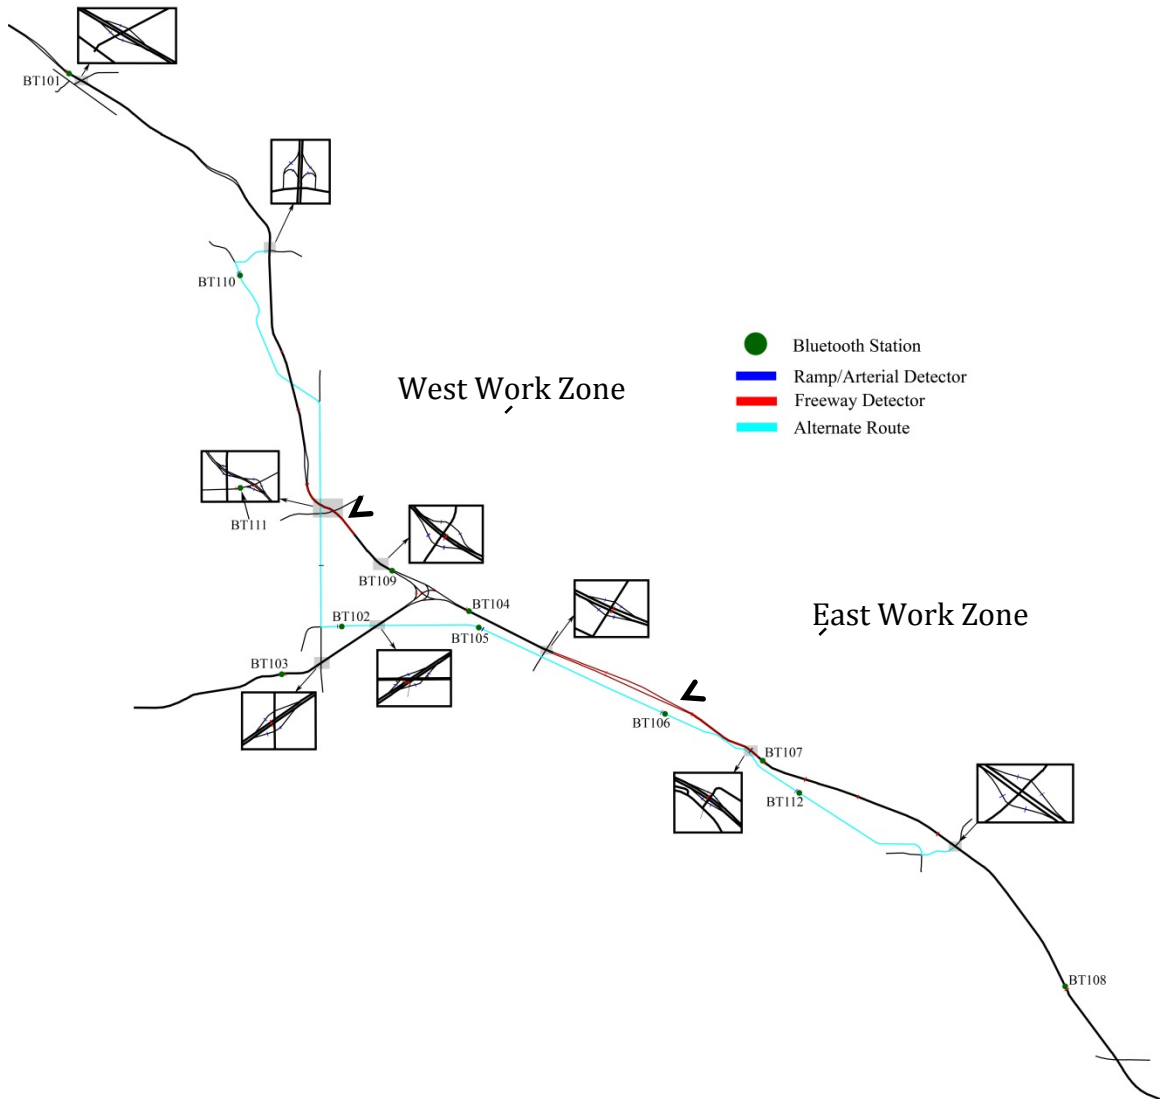 BT101
BT110
West Work Zone
Bluetooth Station
Ramp/Arterial Detector
Freeway Detector
Alternate Route
BT111
BT109
BT104
BT102
BT105
East Work Zone
BT103
BT106
BT107
BT112
BT108